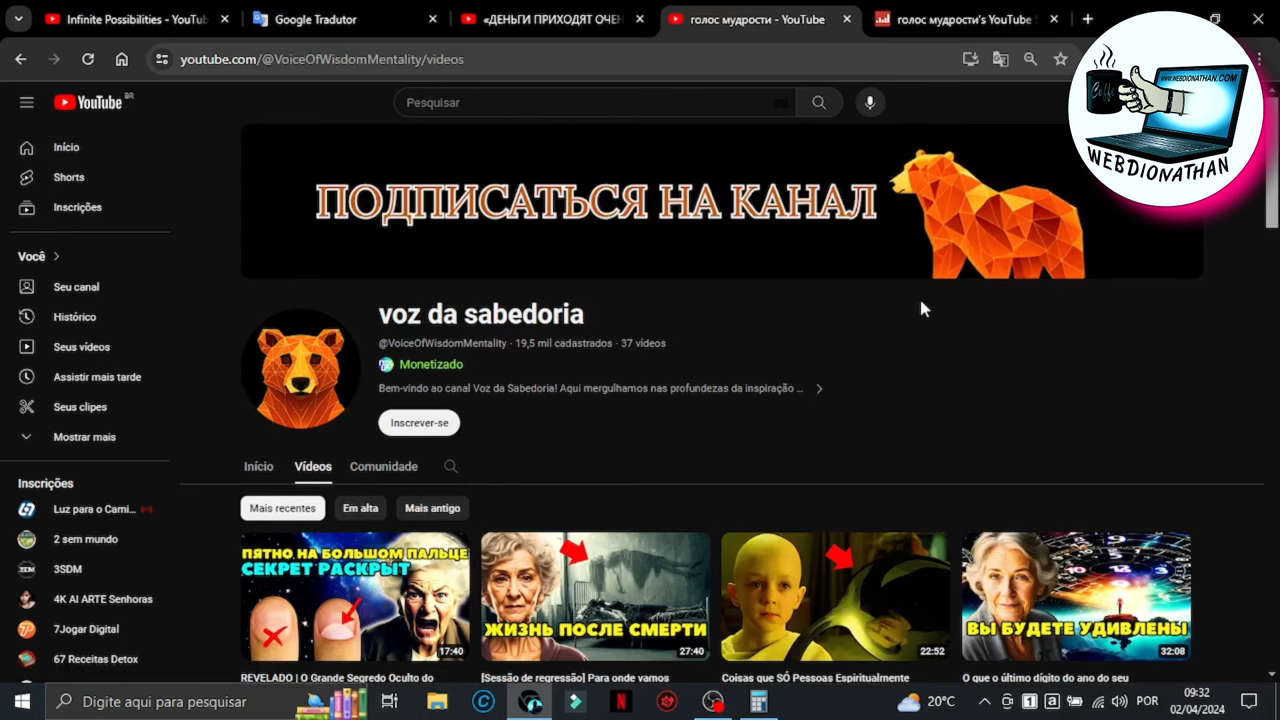 Infinite Possibilities - YouTub
Google Tradutor
«ДЕНЬГИ ПРИХОДЯТ ОЧЕН
голос мудрости - YouTube
голос мудрости's YouTube S
youtube.com/@VoiceOfWisdomMentality/videos
YouTube BR
Pesquisar
Coffe
WWW.WEBDIONATHAN.COM
WEBDIONATHAN
Início
Shorts
Inscrições
Você
Seu canal
Histórico
Seus vídeos
Assistir mais tarde
Seus clipes
Mostrar mais
Inscrições
Luz para o Cami...
2 sem mundo
3SDM
4K AI ARTE Senhoras
7Jogar Digital
67 Receitas Detox
ПОДПИСАТЬСЯ НА КАНАЛ
voz da sabedoria
@VoiceOfWisdomMentality · 19,5 mil cadastrados · 37 vídeos
Monetizado
Bem-vindo ao canal Voz da Sabedoria! Aqui mergulhamos nas profundezas da inspiração ...
Inscrever-se
Início Vídeos Comunidade
Mais recentes Em alta Mais antigo
ПЯТНО НА БОЛЬШОМ ПАЛЬЦЕ
СЕКРЕТ РАСКРЫТ
17:40
REVELADO | O Grande Segredo Oculto do
ЖИЗНЬ ПОСЛЕ СМЕРТИ
27:40
[Sessão de regressão] Para onde vamos
22:52
Coisas que SÓ Pessoas Espiritualmente
12
ВЫ БУДЕТЕ УДИВЛЕНЫ
32:08
O que o último dígito do ano do seu
Digite aqui para pesquisar
20°C
POR
09:32
02/04/2024